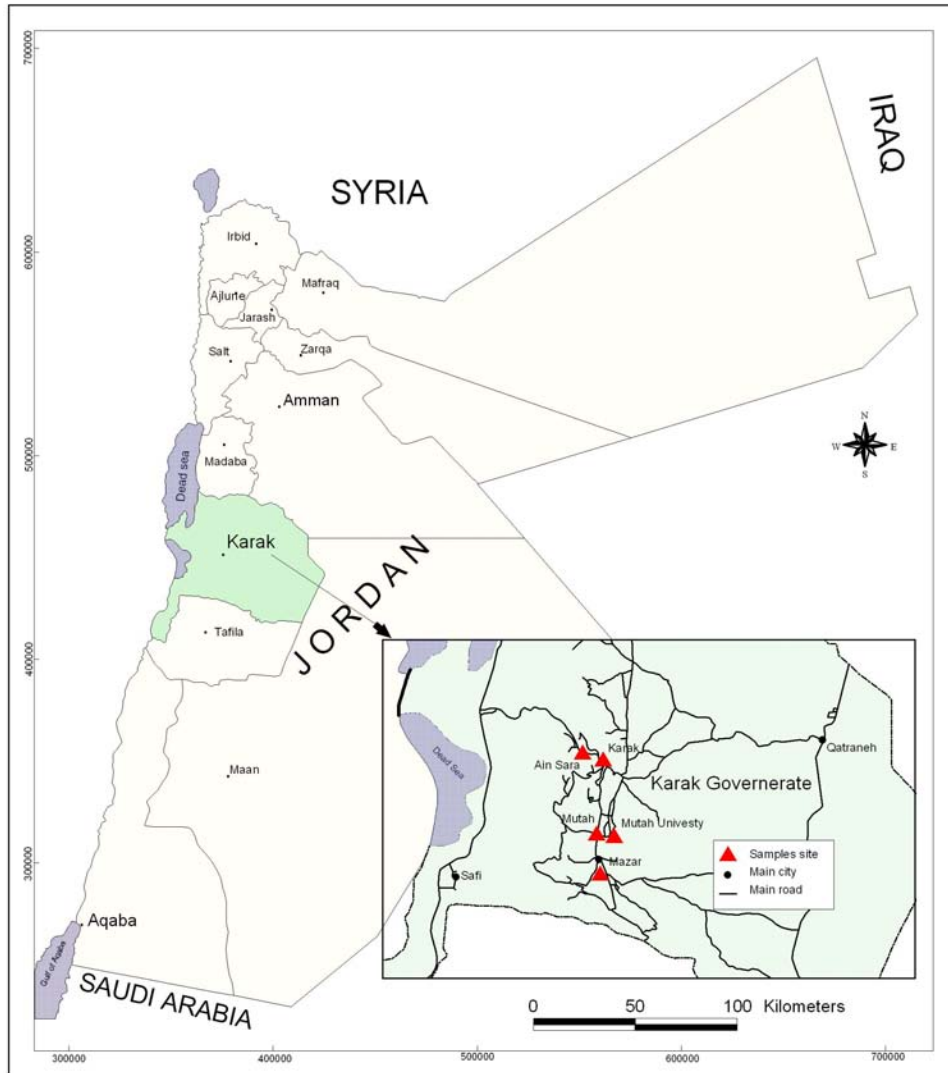 700000
600000
500000
400000
300000
IRAQ
SYRIA
Irbid
Mafraq
Ajlune
Jarash
Salt
Zarqa
Amman
N
W
E
S
Madaba
Dead sea
Karak
JORDAN
Tafila
Maan
Aqaba
Gulf of Aqaba
SAUDI ARABIA
Dead Sea
Karak
Ain Sara
Qatraneh
Karak Governerate
Mutah
Mutah Univesty
Mazar
Safi
Samples site
Main city
Main road
0 50 100 Kilometers
300000 400000 500000 600000 700000